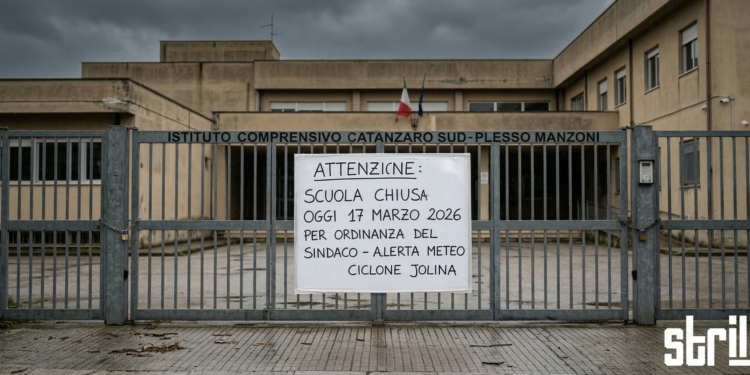 ISTITUTO COMPRENSIVO CATANZARO SUD-PLESSO MANZONI
ATTENZICNE:
SCUOLA CHIUSA
OGGI 17 MARZO 2026
PER ORDINANZA DEL
SINDACO - ALERTA METEO
CICLONE JOLINA
stril